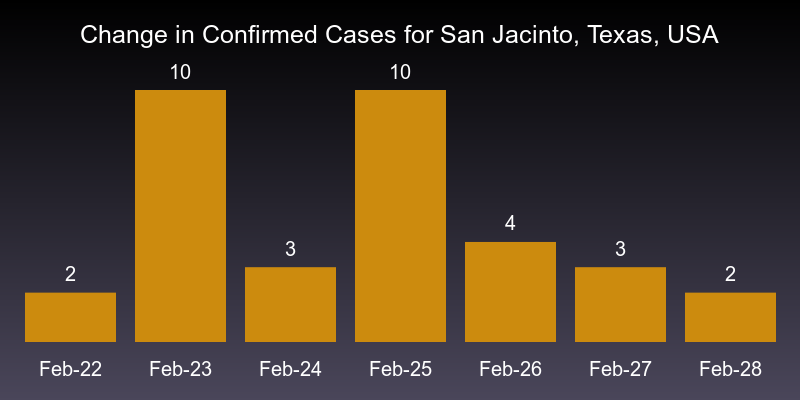 Change in Confirmed Cases for San Jacinto, Texas, USA
2
10
3
10
4
3
2
Feb-22
Feb-23
Feb-24
Feb-25
Feb-26
Feb-27
Feb-28